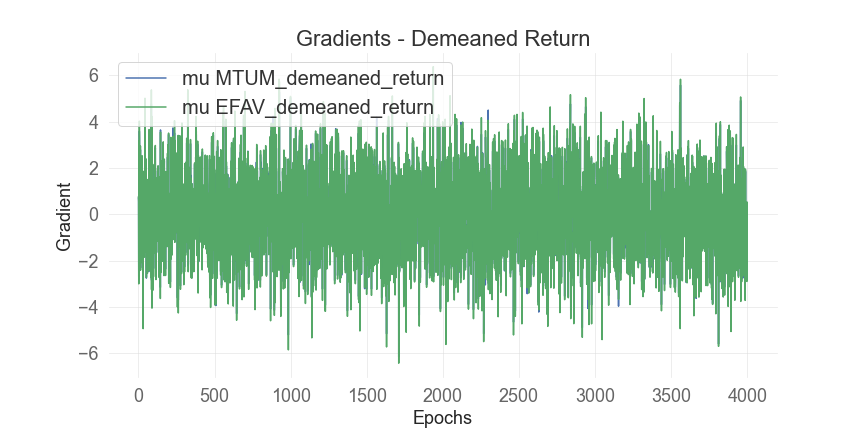 Gradients - Demeaned Return
mu MTUM_demeaned_return
mu EFAV_demeaned_return
6
4
2
0
−2
−4
−6
Gradient
0 500 1000 1500 2000 2500 3000 3500 4000
Epochs